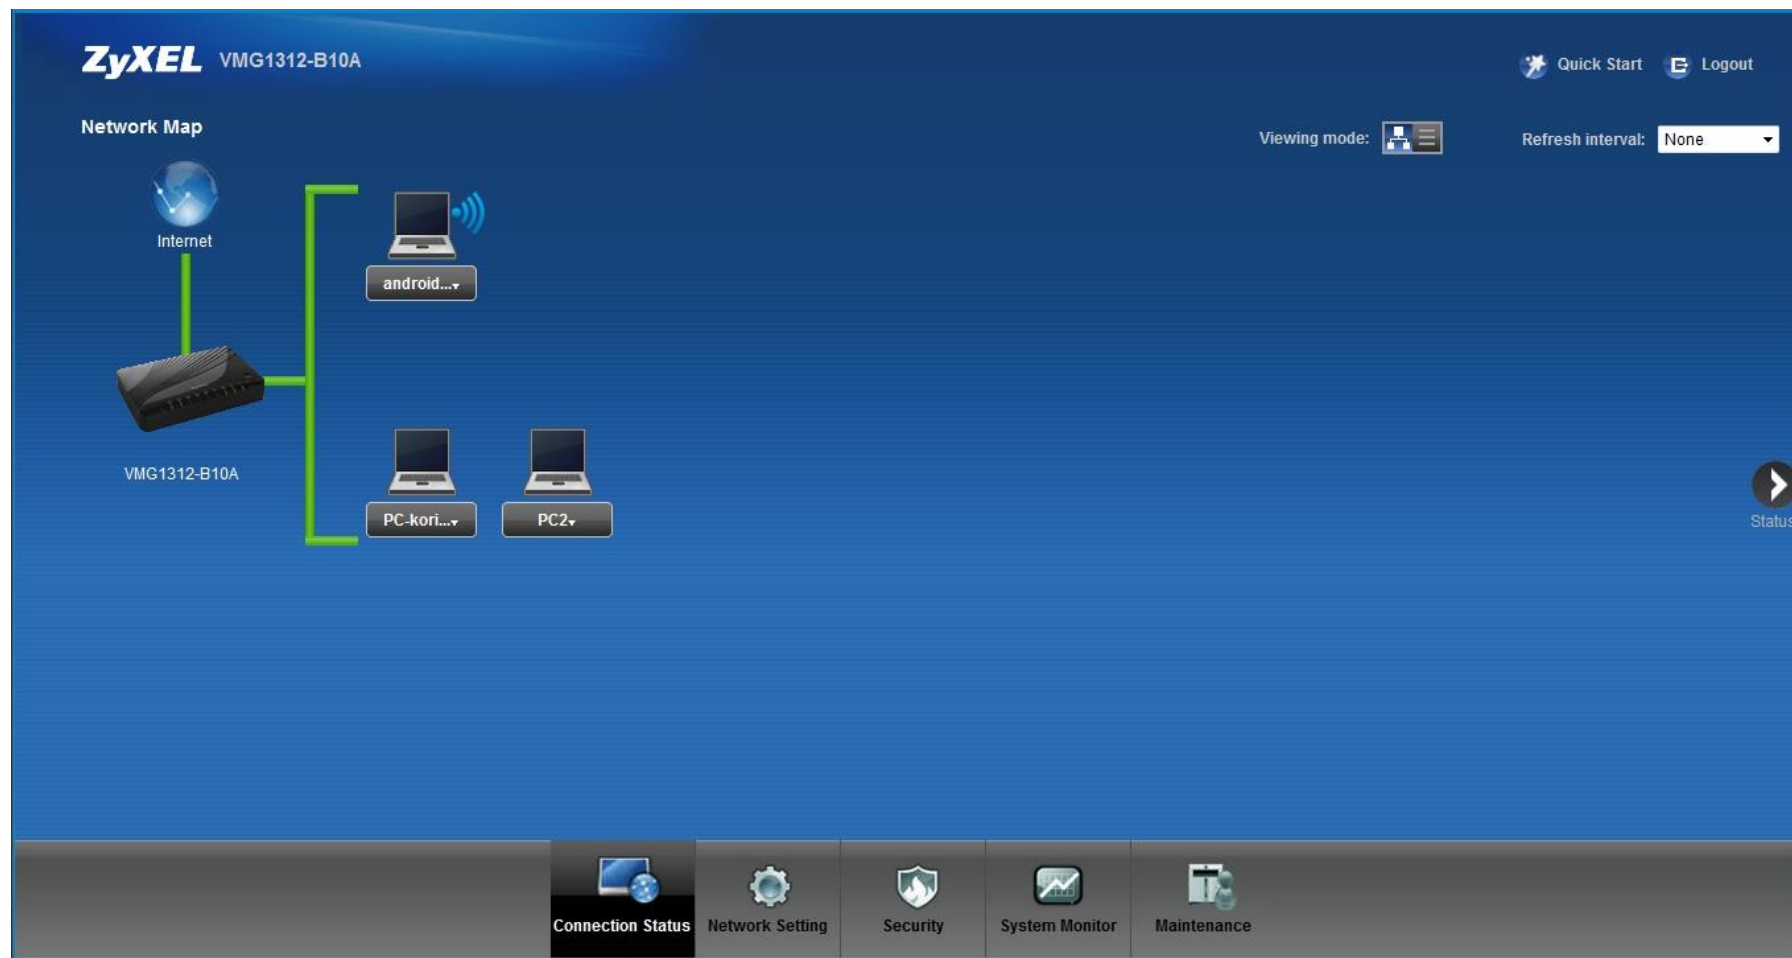 ZyXEL VMG1312-B10A
Quick Start Logout
Network Map
Viewing mode: Refresh interval: None
Internet
android...
VMG1312-B10A
PC-kori... PC2
Status
Connection Status Network Setting Security System Monitor Maintenance